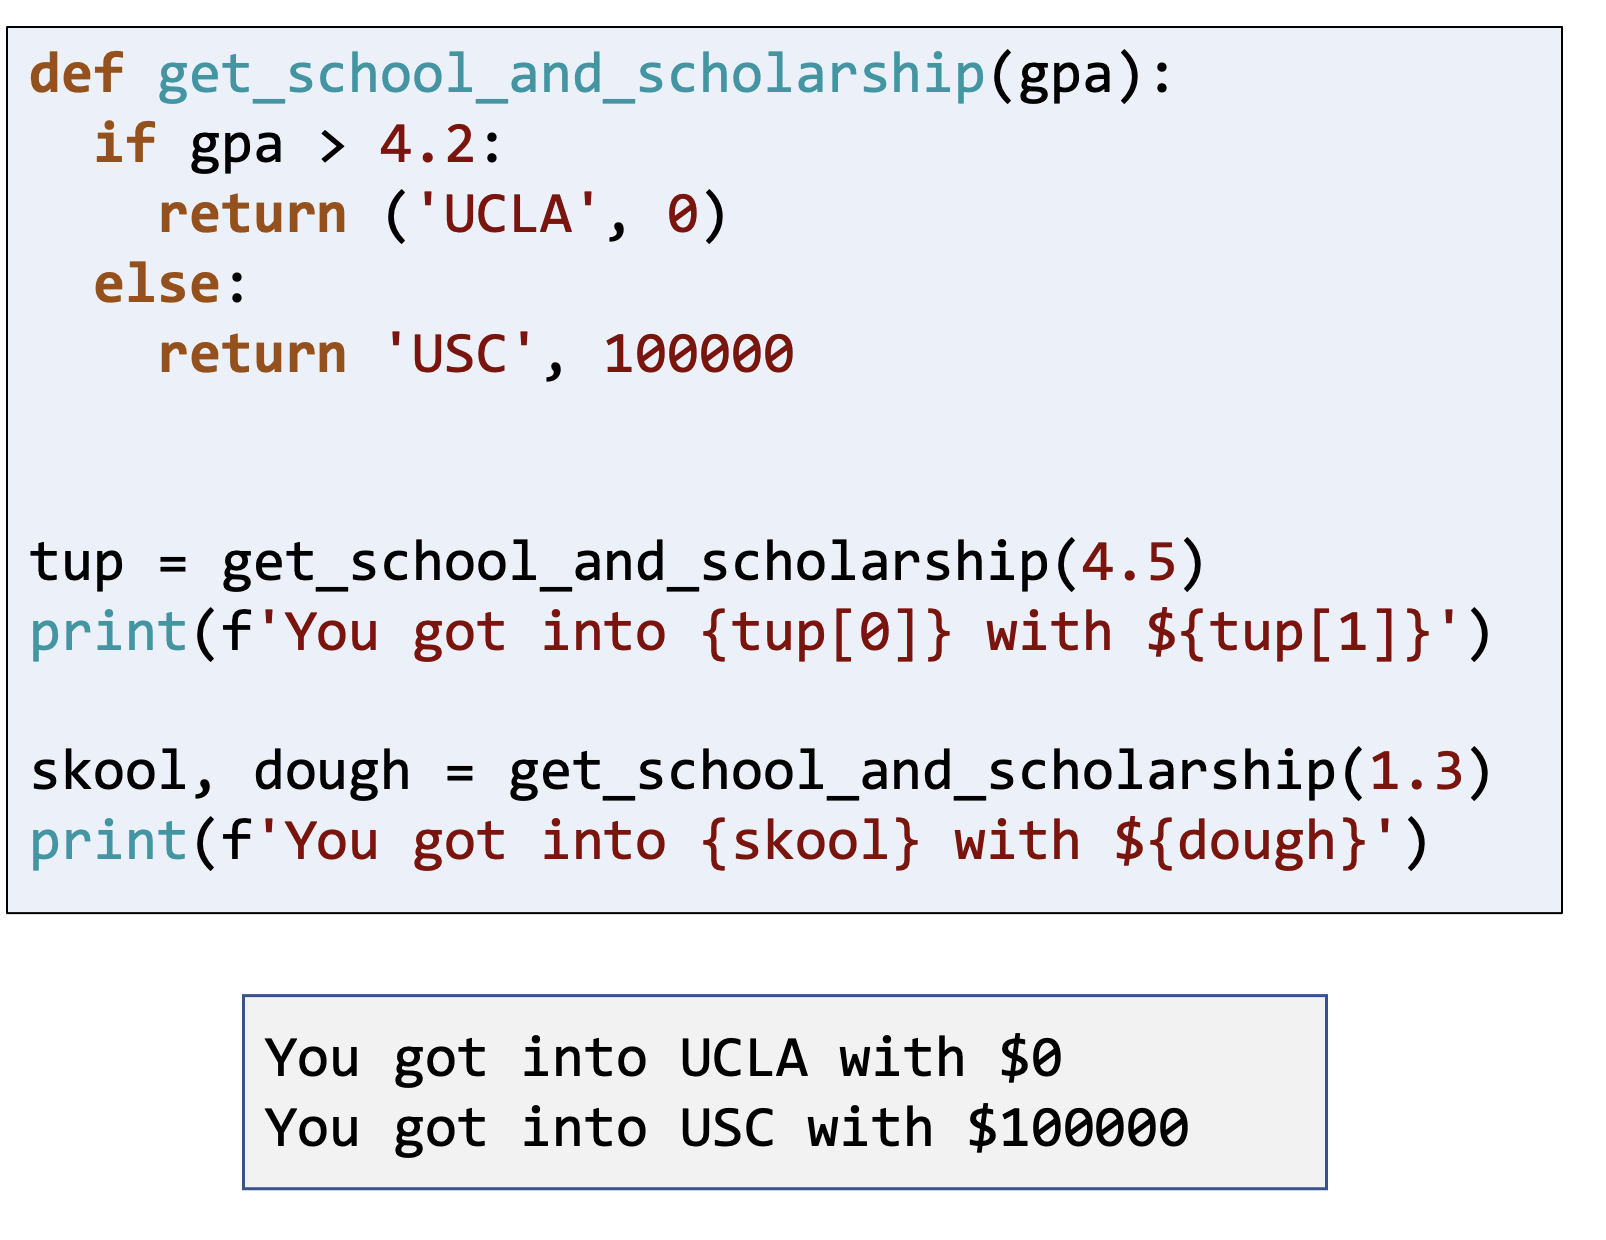 def get_school_and_scholarship(gpa):
  if gpa > 4.2:
    return ('UCLA', 0)
  else:
    return 'USC', 100000
tup = get_school_and_scholarship(4.5)
print(f'You got into {tup[0]} with ${tup[1]}')
skool, dough = get_school_and_scholarship(1.3)
print(f'You got into {skool} with ${dough}')
You got into UCLA with $0
You got into USC with $100000